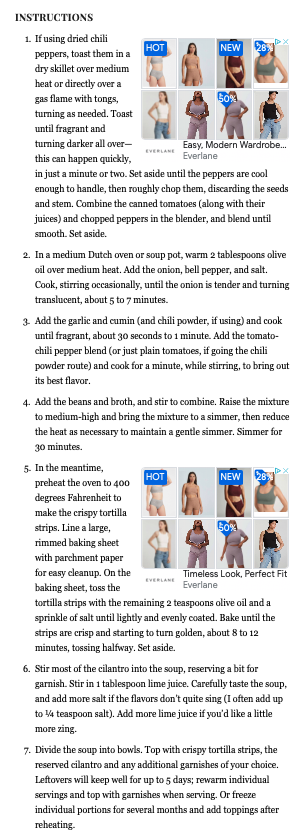 INSTRUCTIONS
1. If using dried chili
peppers, toast them in a
dry skillet over medium
heat or directly over a
gas flame with tongs,
turning as needed. Toast
until fragrant and
turning darker all over—
this can happen quickly,
in just a minute or two. Set aside until the peppers are cool
enough to handle, then roughly chop them, discarding the seeds
and stem. Combine the canned tomatoes (along with their
juices) and chopped peppers in the blender, and blend until
smooth. Set aside.
HOT
NEW
28%
50%
EVERLANE
Easy, Modern Wardrobe...
Everlane
2. In a medium Dutch oven or soup pot, warm 2 tablespoons olive
oil over medium heat. Add the onion, bell pepper, and salt.
Cook, stirring occasionally, until the onion is tender and turning
translucent, about 5 to 7 minutes.
3. Add the garlic and cumin (and chili powder, if using) and cook
until fragrant, about 30 seconds to 1 minute. Add the tomato-
chili pepper blend (or just plain tomatoes, if going the chili
powder route) and cook for a minute, while stirring, to bring out
its best flavor.
4. Add the beans and broth, and stir to combine. Raise the mixture
to medium-high and bring the mixture to a simmer, then reduce
the heat as necessary to maintain a gentle simmer. Simmer for
30 minutes.
5. In the meantime,
preheat the oven to 400
degrees Fahrenheit to
make the crispy tortilla
strips. Line a large,
rimmed baking sheet
with parchment paper
for easy cleanup. On the
baking sheet, toss the
tortilla strips with the remaining 2 teaspoons olive oil and a
sprinkle of salt until lightly and evenly coated. Bake until the
strips are crisp and starting to turn golden, about 8 to 12
minutes, tossing halfway. Set aside.
HOT
NEW
28%
50%
EVERLANE
Timeless Look, Perfect Fit
Everlane
6. Stir most of the cilantro into the soup, reserving a bit for
garnish. Stir in 1 tablespoon lime juice. Carefully taste the soup,
and add more salt if the flavors don't quite sing (I often add up
to ¼ teaspoon salt). Add more lime juice if you'd like a little
more zing.
7. Divide the soup into bowls. Top with crispy tortilla strips, the
reserved cilantro and any additional garnishes of your choice.
Leftovers will keep well for up to 5 days; rewarm individual
servings and top with garnishes when serving. Or freeze
individual portions for several months and add toppings after
reheating.